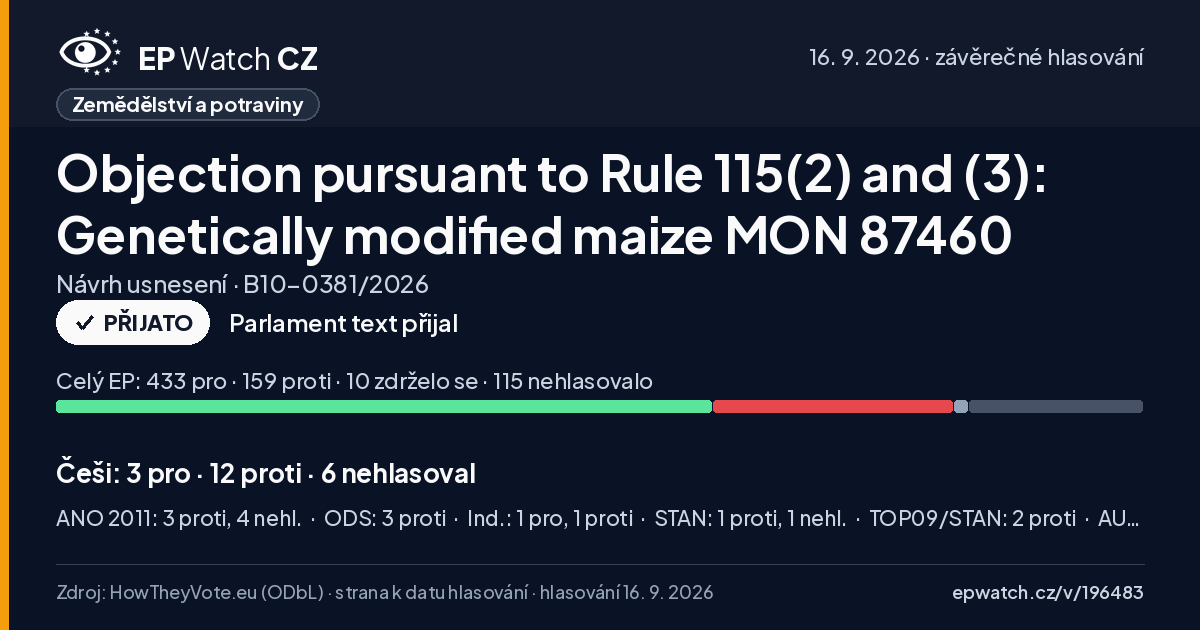 EP Watch CZ
16. 9. 2026 · závěrečné hlasování
Zemědělství a potraviny
Objection pursuant to Rule 115(2) and (3):
Genetically modified maize MON 87460
Návrh usnesení · B10–0381/2026
✓ PŘIJATO
Parlament text přijal
Celý EP: 433 pro · 159 proti · 10 zdrželo se · 115 nehlasovalo
Češi: 3 pro · 12 proti · 6 nehlasoval
ANO 2011: 3 proti, 4 nehl. · ODS: 3 proti · Ind.: 1 pro, 1 proti · STAN: 1 proti, 1 nehl. · TOP09/STAN: 2 proti · AU…
Zdroj: HowTheyVote.eu (ODbL) · strana k datu hlasování · hlasování 16. 9. 2026
epwatch.cz/v/196483